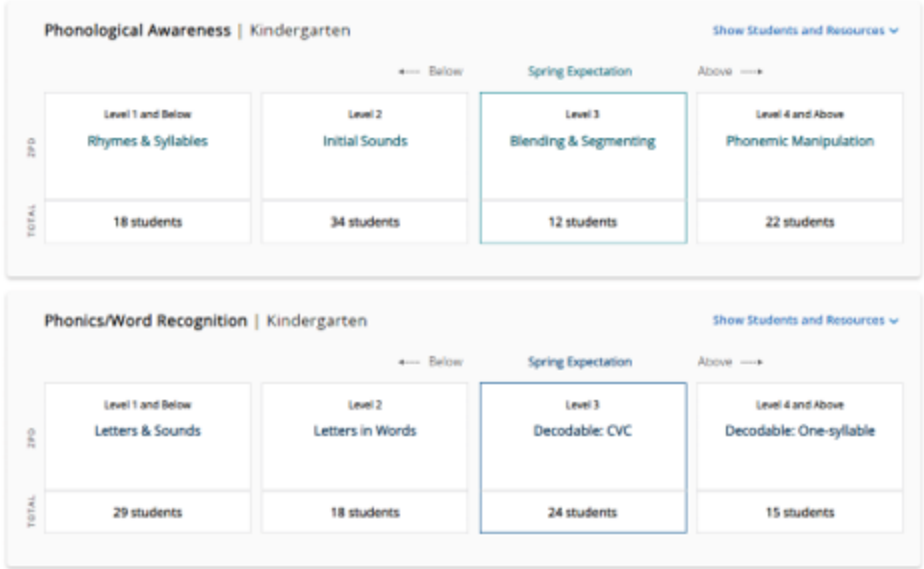 Phonological Awareness | Kindergarten Show Students and Resources
Below Spring Expectation Above
Level 1 and Below Level 2 Level 3 Level 4 and Above
ZPD Rhymes & Syllables Initial Sounds Blending & Segmenting Phonemic Manipulation
TOTAL 18 students 34 students 12 students 22 students
Phonics/Word Recognition | Kindergarten Show Students and Resources
Below Spring Expectation Above
Level 1 and Below Level 2 Level 3 Level 4 and Above
ZPD Letters & Sounds Letters in Words Decodable: CVC Decodable: One-syllable
TOTAL 29 students 18 students 24 students 15 students